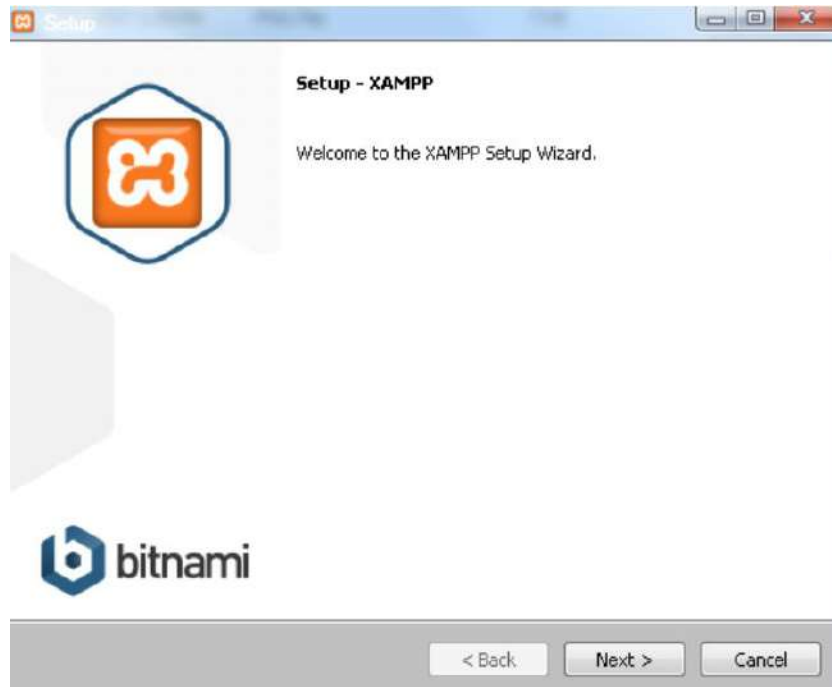 Setup
Setup - XAMPP
Welcome to the XAMPP Setup Wizard.
bitnami
< Back
Next >
Cancel